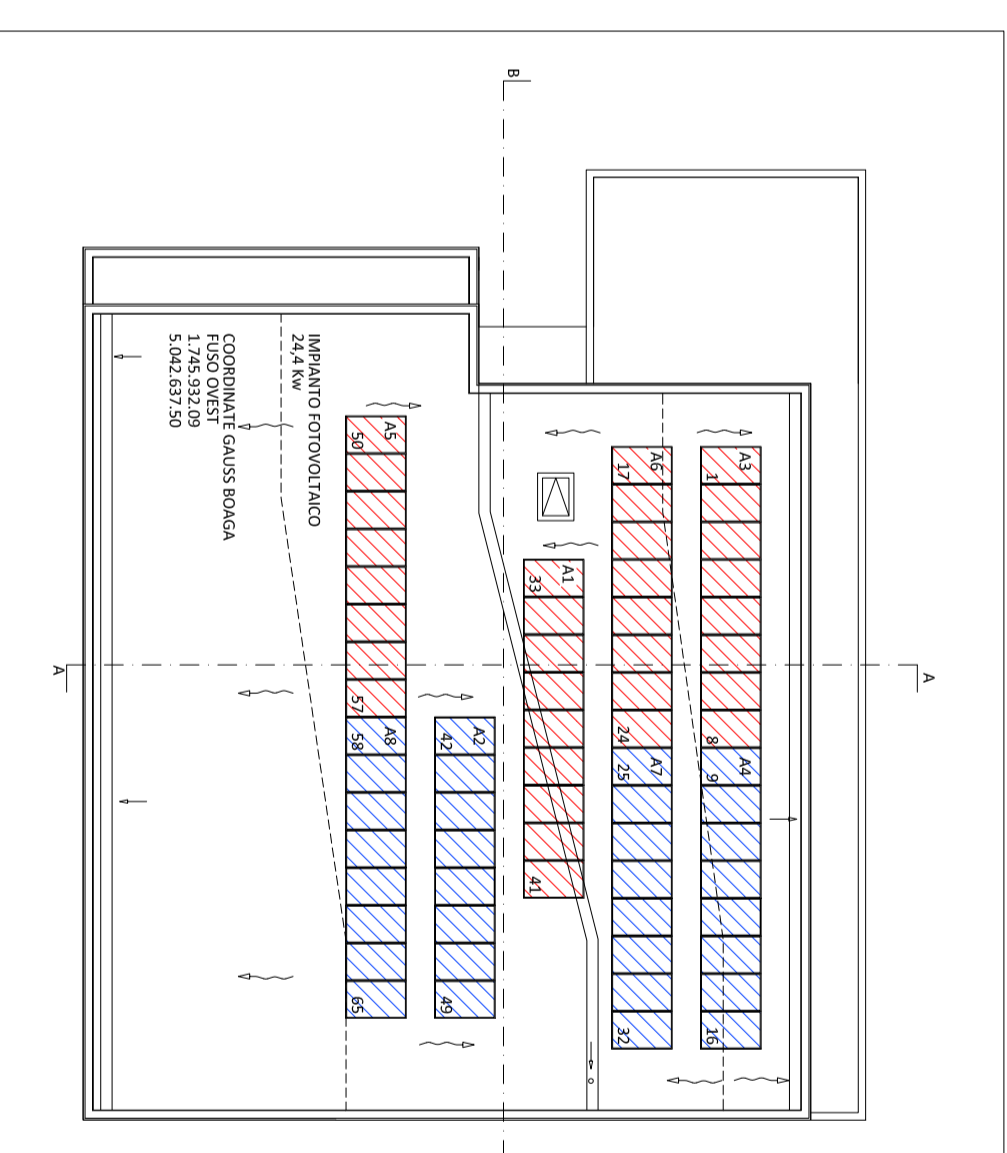 B
A
A
IMPIANTO FOTOVOLTAICO
24,4 Kw
COORDINATE GAUSS BOAGA
FUSO OVEST
1.745.932.09
5.042.637.50
A3
1
8
A4
9
16
A6
17
24
A7
25
32
A1
33
41
A2
42
49
A5
50
57
A8
58
65